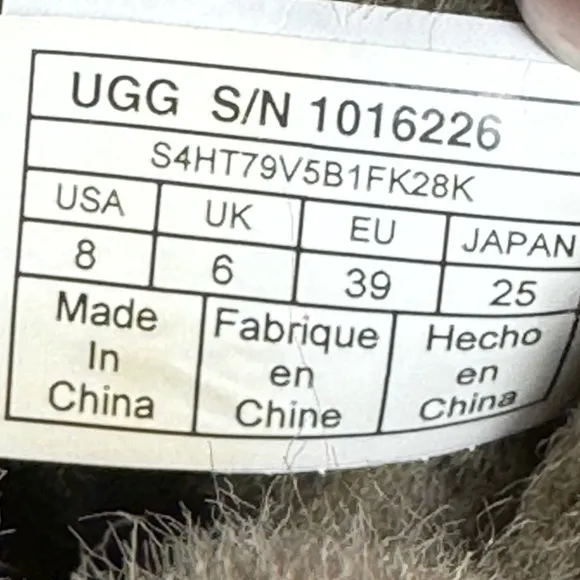 UGG S/N 1016226
S4HT79V5B1FK28K
USA UK EU JAPAN
8 6 39 25
Made Fabrique Hecho
In en en
China Chine China